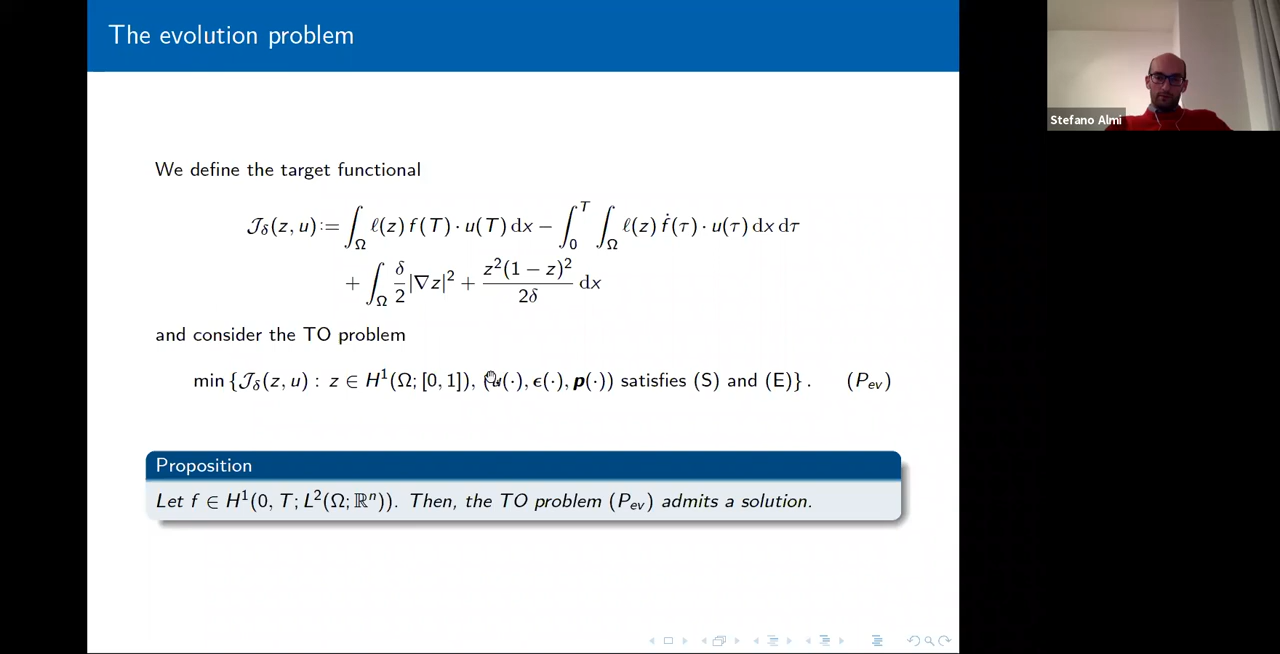 The evolution problem
Stefano Almi
We define the target functional
𝒥_δ(z, u) := ∫_Ω ℓ(z) f(T) · u(T) dx − ∫_0^T ∫_Ω ℓ(z) ḟ(τ) · u(τ) dx dτ
+ ∫_Ω δ/2 |∇z|² + z²(1 − z)²/2δ dx
and consider the TO problem
min {𝒥_δ(z, u) : z ∈ H¹(Ω; [0, 1]), (u(·), ε(·), p(·)) satisfies (S) and (E)} . (P_ev)
Proposition
Let f ∈ H¹(0, T; L²(Ω; ℝⁿ)). Then, the TO problem (P_ev) admits a solution.